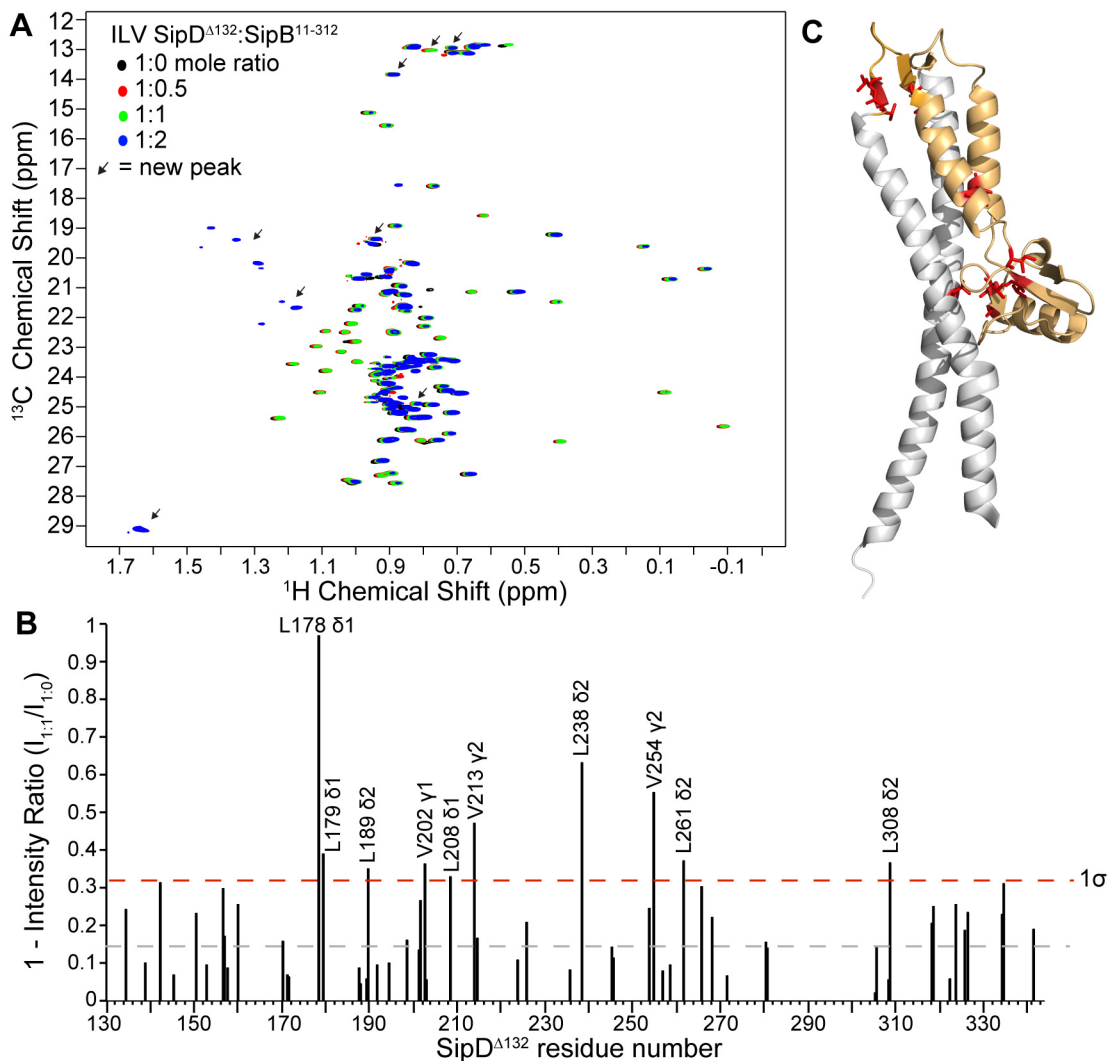 A
ILV SipD^Δ132:SipB^11-312
1:0 mole ratio
1:0.5
1:1
1:2
= new peak
12
13
14
15
16
17
18
19
20
21
22
23
24
25
26
27
28
29
¹³C Chemical Shift (ppm)
1.7 1.5 1.3 1.1 0.9 0.7 0.5 0.3 0.1 -0.1
¹H Chemical Shift (ppm)
C
B
1
0.9
0.8
0.7
0.6
0.5
0.4
0.3
0.2
0.1
0
1 - Intensity Ratio (I₁:₁/I₁:₀)
L178 δ1
L179 δ1
L189 δ2
V202 γ1
L208 δ1
V213 γ2
L238 δ2
V254 γ2
L261 δ2
L308 δ2
1σ
130 150 170 190 210 230 250 270 290 310 330
SipD^Δ132 residue number